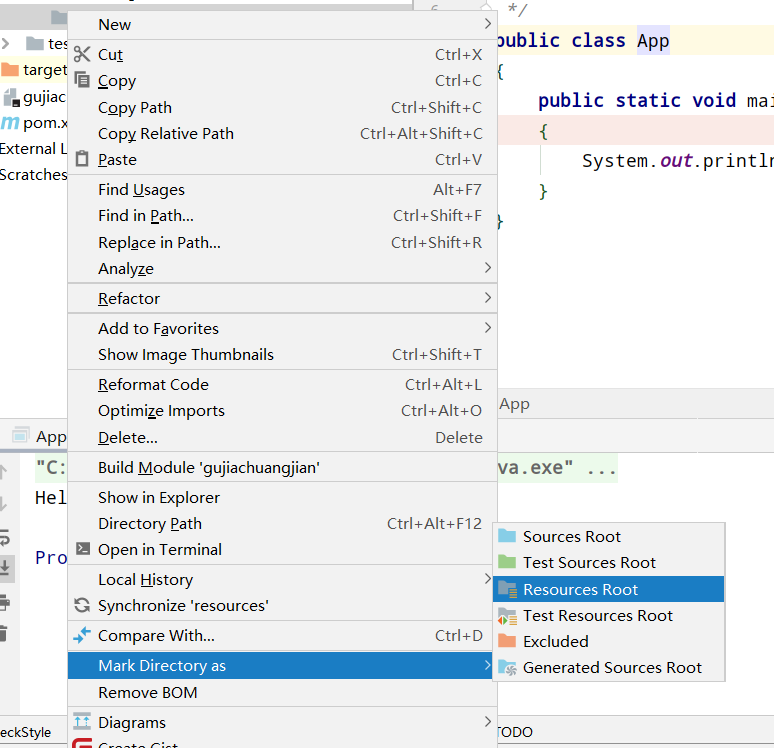 New
Cut Ctrl+X
Copy Ctrl+C
Copy Path Ctrl+Shift+C
Copy Relative Path Ctrl+Alt+Shift+C
Paste Ctrl+V
Find Usages Alt+F7
Find in Path... Ctrl+Shift+F
Replace in Path... Ctrl+Shift+R
Analyze
Refactor
Add to Favorites
Show Image Thumbnails Ctrl+Shift+T
Reformat Code Ctrl+Alt+L
Optimize Imports Ctrl+Alt+O
Delete... Delete
Build Module 'gujiachuangjian'
Show in Explorer
Directory Path Ctrl+Alt+F12
Open in Terminal
Local History
Synchronize 'resources'
Compare With... Ctrl+D
Mark Directory as
Remove BOM
Diagrams
Create Gist...
Sources Root
Test Sources Root
Resources Root
Test Resources Root
Excluded
Generated Sources Root
tes
target
gujiac
pom.x
External L
Scratches
6 */
public class App
{
public static void mai
{
System.out.println
}
}
App
App
"C: va.exe" ...
Hel
Pro
eckStyle TODO